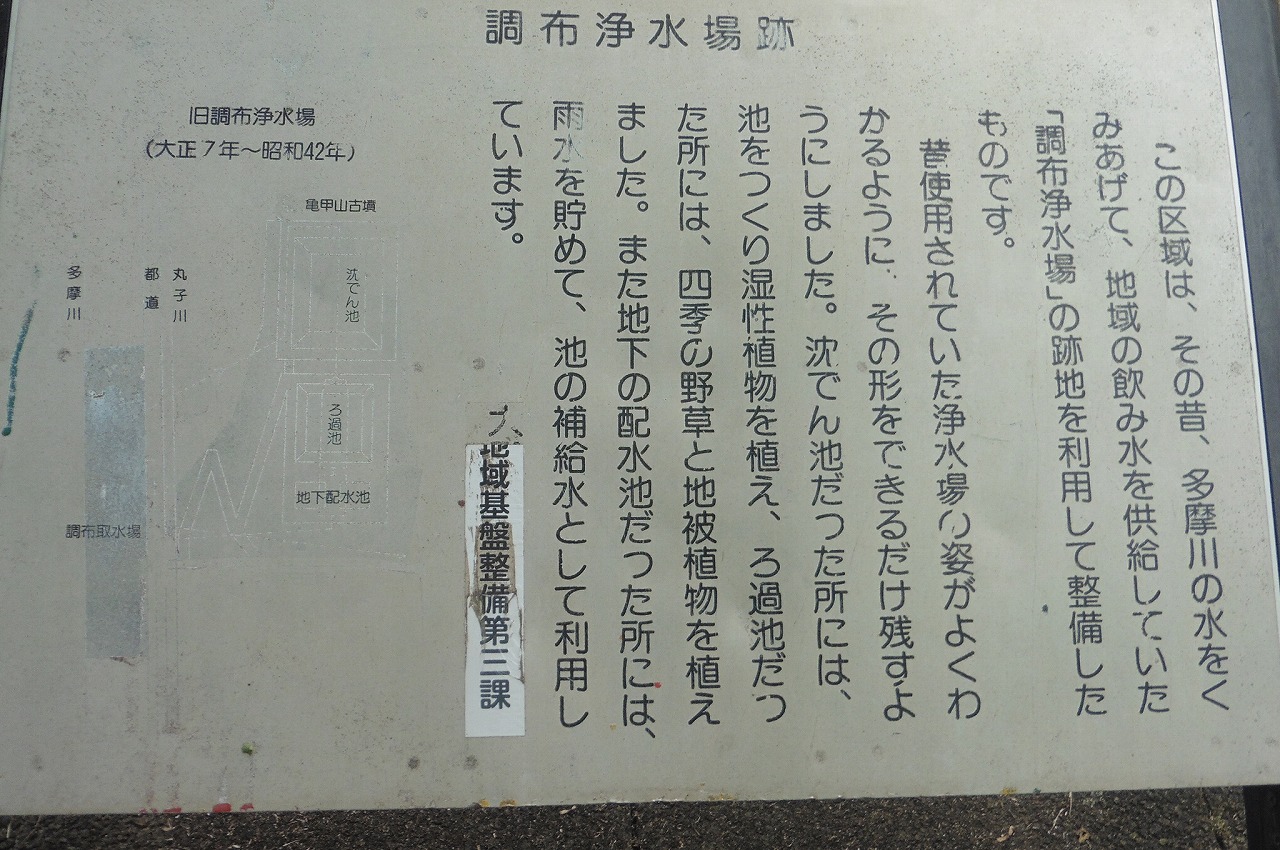 調布浄水場跡
この区域は、その昔、多摩川の水をく
みあげて、地域の飲み水を供給していた
「調布浄水場」の跡地を利用して整備した
ものです。
昔使用されていた浄水場の姿がよくわ
かるように、その形をできるだけ残すよ
うにしました。沈でん池だった所には、
池をつくり湿性植物を植え、ろ過池だっ
た所には、四季の野草と地被植物を植え
ました。また地下の配水池だった所には、
雨水を貯めて、池の補給水として利用し
ています。
地域基盤整備第三課
旧調布浄水場
(大正7年～昭和42年)
亀甲山古墳
沈でん池
丸子川
都道
多摩川
ろ過池
地下配水池
調布取水場